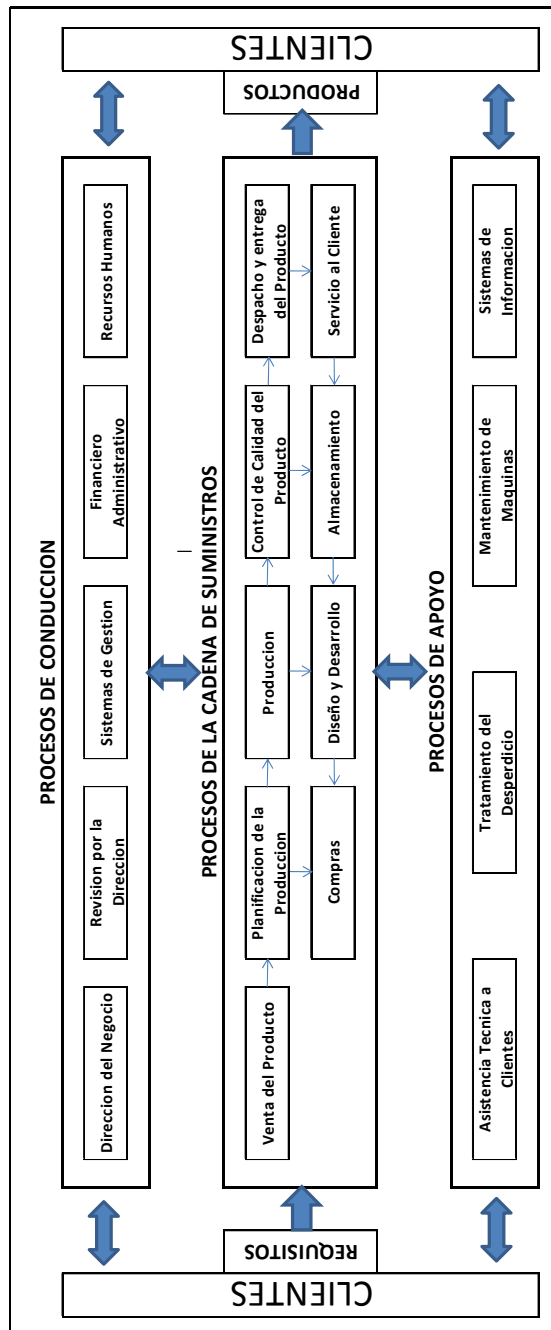 CLIENTES
REQUISITOS
PROCESOS DE CONDUCCION
Direccion del Negocio
Revision por la
Direccion
Sistemas de Gestion
Financiero
Administrativo
Recursos Humanos
PROCESOS DE LA CADENA DE SUMINISTROS
Venta del Producto
Planificacion de la
Produccion
Produccion
Control de Calidad del
Producto
Despacho y entrega
del Producto
Compras
Diseño y Desarrollo
Almacenamiento
Servicio al Cliente
PROCESOS DE APOYO
Asistencia Tecnica a
Clientes
Tratamiento del
Desperdicio
Mantenimiento de
Maquinas
Sistemas de
Informacion
PRODUCTOS
CLIENTES